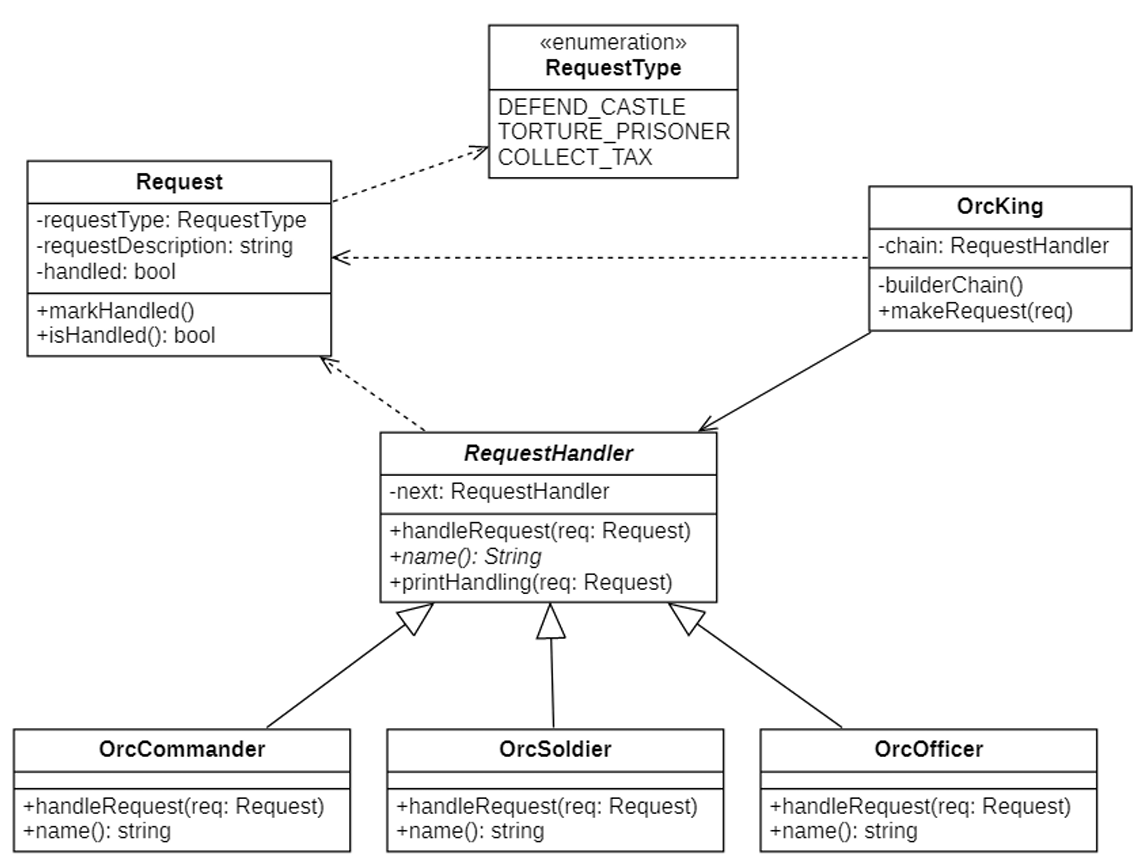 «enumeration»
RequestType
DEFEND_CASTLE
TORTURE_PRISONER
COLLECT_TAX
Request
-requestType: RequestType
-requestDescription: string
-handled: bool
+markHandled()
+isHandled(): bool
OrcKing
-chain: RequestHandler
-builderChain()
+makeRequest(req)
RequestHandler
-next: RequestHandler
+handleRequest(req: Request)
+name(): String
+printHandling(req: Request)
OrcCommander
+handleRequest(req: Request)
+name(): string
OrcSoldier
+handleRequest(req: Request)
+name(): string
OrcOfficer
+handleRequest(req: Request)
+name(): string